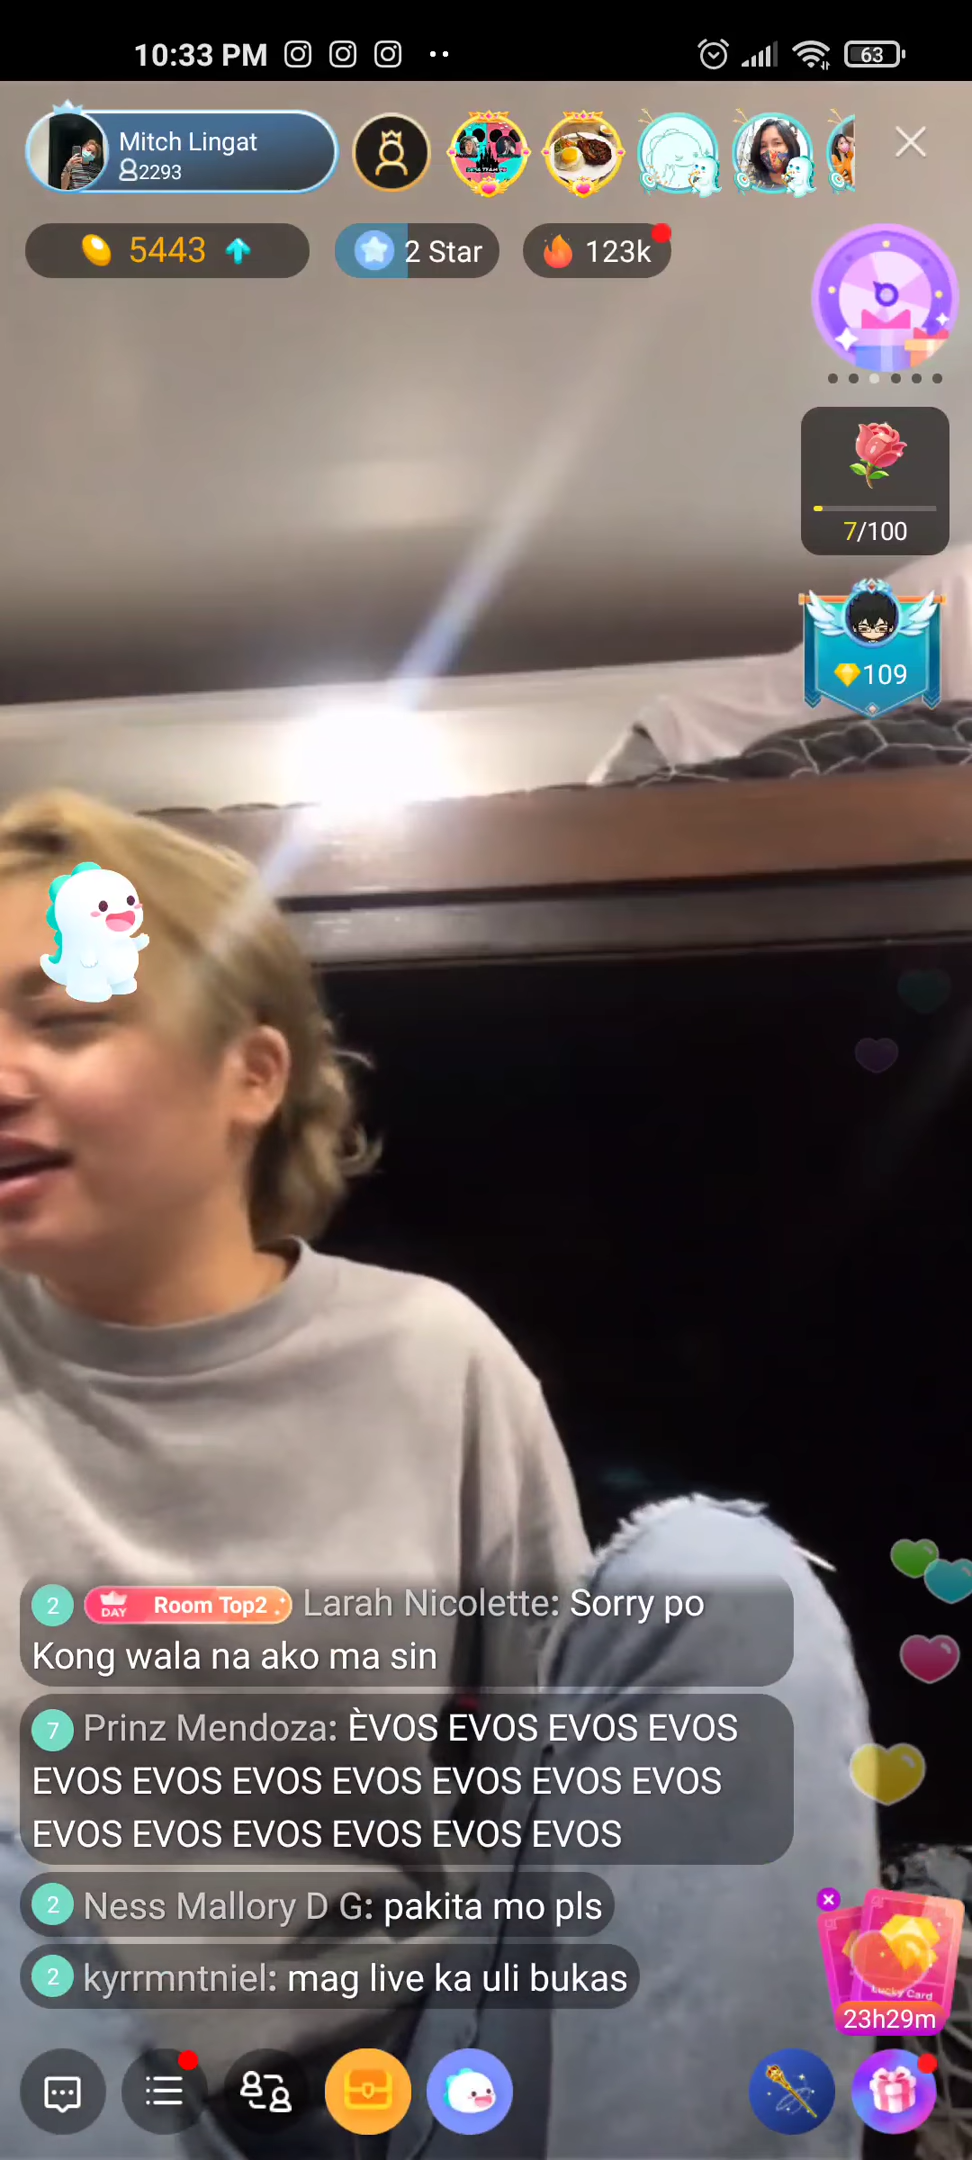 10:33 PM
63
Mitch Lingat
2293
5443
2 Star
123k
7/100
109
2 DAY Room Top2 Larah Nicolette: Sorry po
Kong wala na ako ma sin
7 Prinz Mendoza: ÈVOS EVOS EVOS EVOS
EVOS EVOS EVOS EVOS EVOS EVOS EVOS
EVOS EVOS EVOS EVOS EVOS EVOS
2 Ness Mallory D G: pakita mo pls
2 kyrrmntniel: mag live ka uli bukas
Lucky Card
23h29m